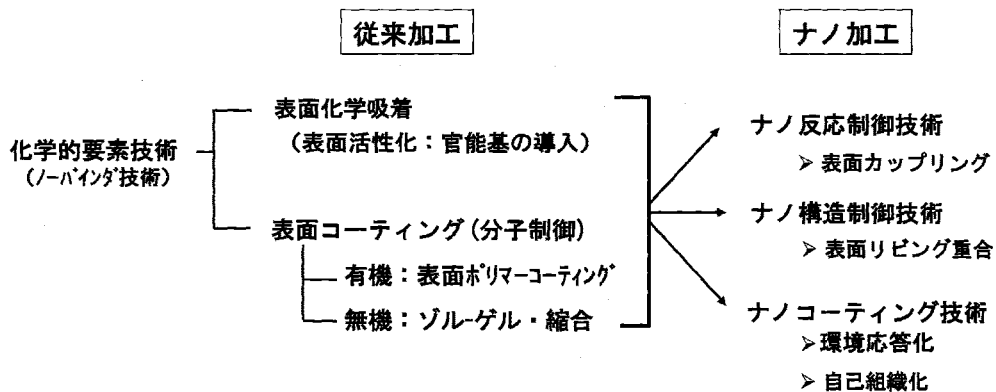 従来加工
ナノ加工
化学的要素技術
(ﾉｰﾊﾞｲﾝﾀﾞ技術)
表面化学吸着
(表面活性化：官能基の導入)
表面コーティング(分子制御)
有機：表面ﾎﾟﾘﾏｰｺｰﾃｨﾝｸﾞ
無機：ゾル-ゲル・縮合
ナノ反応制御技術
➢ 表面カップリング
ナノ構造制御技術
➢ 表面リビング重合
ナノコーティング技術
➢ 環境応答化
➢ 自己組織化